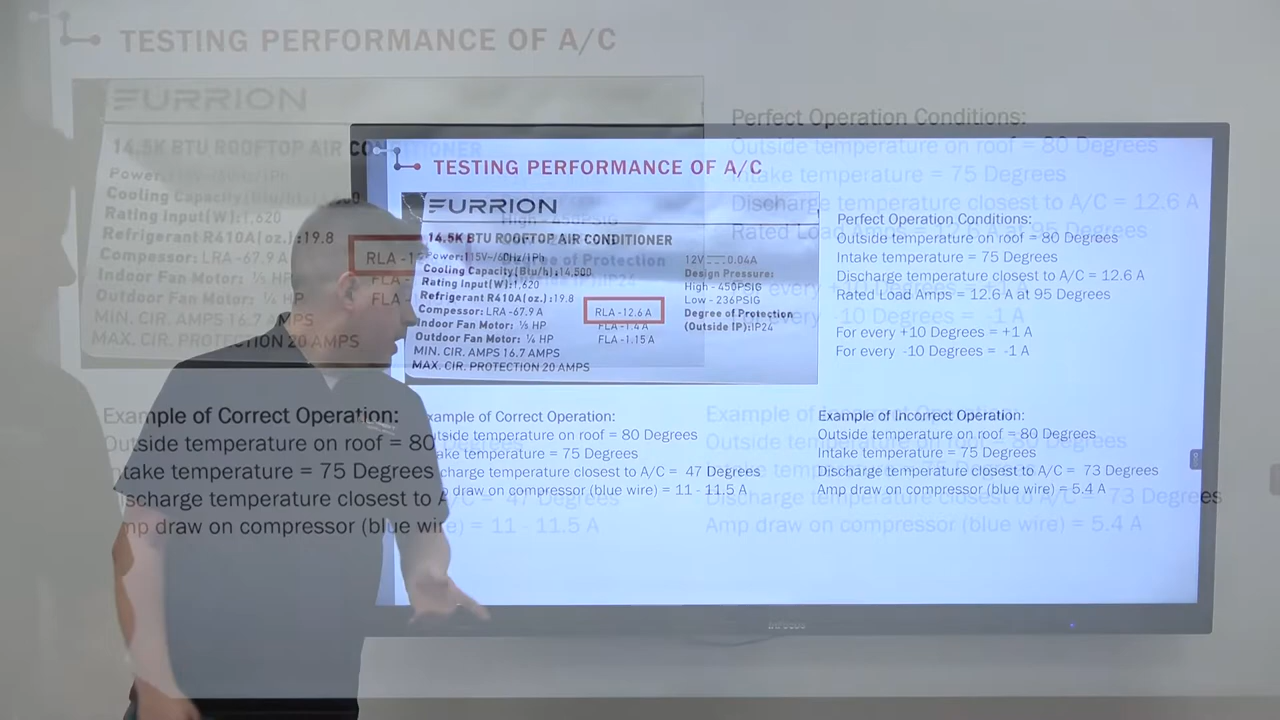 TESTING PERFORMANCE OF A/C
FURRION
14.5K BTU ROOFTOP AIR CONDITIONER
Power:115V~/60Hz/1Ph
Cooling Capacity(Btu/h):14,500
Rating Input(W):1,620
Refrigerant R410A(oz.):19.8
Compressor: LRA -67.9 A
RLA -12.6 A
Indoor Fan Motor: ⅓ HP
FLA -1.4 A
Outdoor Fan Motor: ¼ HP
FLA -1.15 A
MIN. CIR. AMPS 16.7 AMPS
MAX. CIR. PROTECTION 20 AMPS
12V⎓0.04A
Design Pressure:
High - 450PSIG
Low - 236PSIG
Degree of Protection
(Outside IP):IP24
Perfect Operation Conditions:
Outside temperature on roof = 80 Degrees
Intake temperature = 75 Degrees
Discharge temperature closest to A/C = 12.6 A
Rated Load Amps = 12.6 A at 95 Degrees
For every +10 Degrees = +1 A
For every -10 Degrees = -1 A
Example of Correct Operation:
Outside temperature on roof = 80 Degrees
Intake temperature = 75 Degrees
Discharge temperature closest to A/C = 47 Degrees
Amp draw on compressor (blue wire) = 11 - 11.5 A
Example of Incorrect Operation:
Outside temperature on roof = 80 Degrees
Intake temperature = 75 Degrees
Discharge temperature closest to A/C = 73 Degrees
Amp draw on compressor (blue wire) = 5.4 A
InFocus